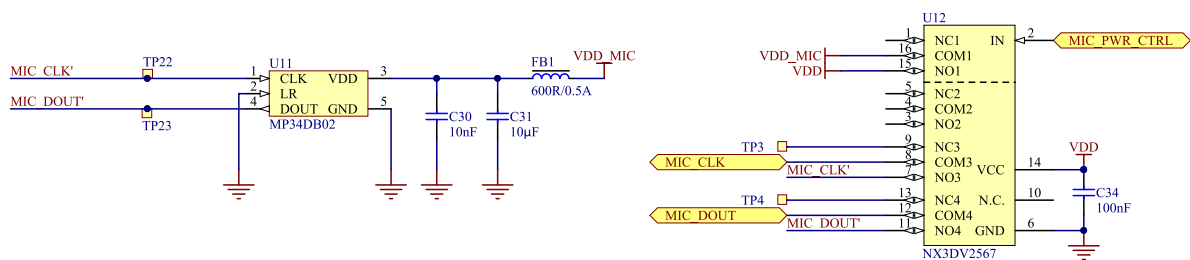 U11
MP34DB02
MIC_CLK'
TP22
MIC_DOUT'
TP23
1 CLK VDD 3
2 LR
4 DOUT GND 5
FB1
600R/0.5A
VDD_MIC
C30
10nF
C31
10µF
U12
1 NC1 IN 2 MIC_PWR_CTRL
VDD_MIC 16 COM1
VDD 15 NO1
5 NC2
4 COM2
3 NO2
TP3 9 NC3
MIC_CLK 8 COM3
MIC_CLK' 7 NO3
VCC 14 VDD
TP4 13 NC4 N.C. 10
MIC_DOUT 12 COM4
MIC_DOUT' 11 NO4 GND 6
C34
100nF
NX3DV2567